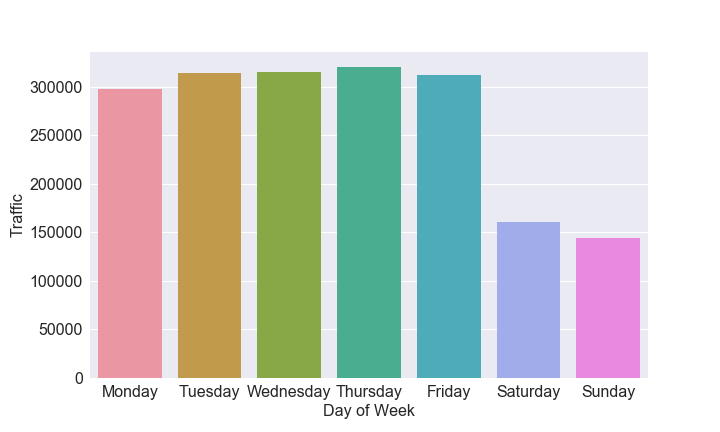 Traffic
300000
250000
200000
150000
100000
50000
0
Monday Tuesday Wednesday Thursday Friday Saturday Sunday
Day of Week